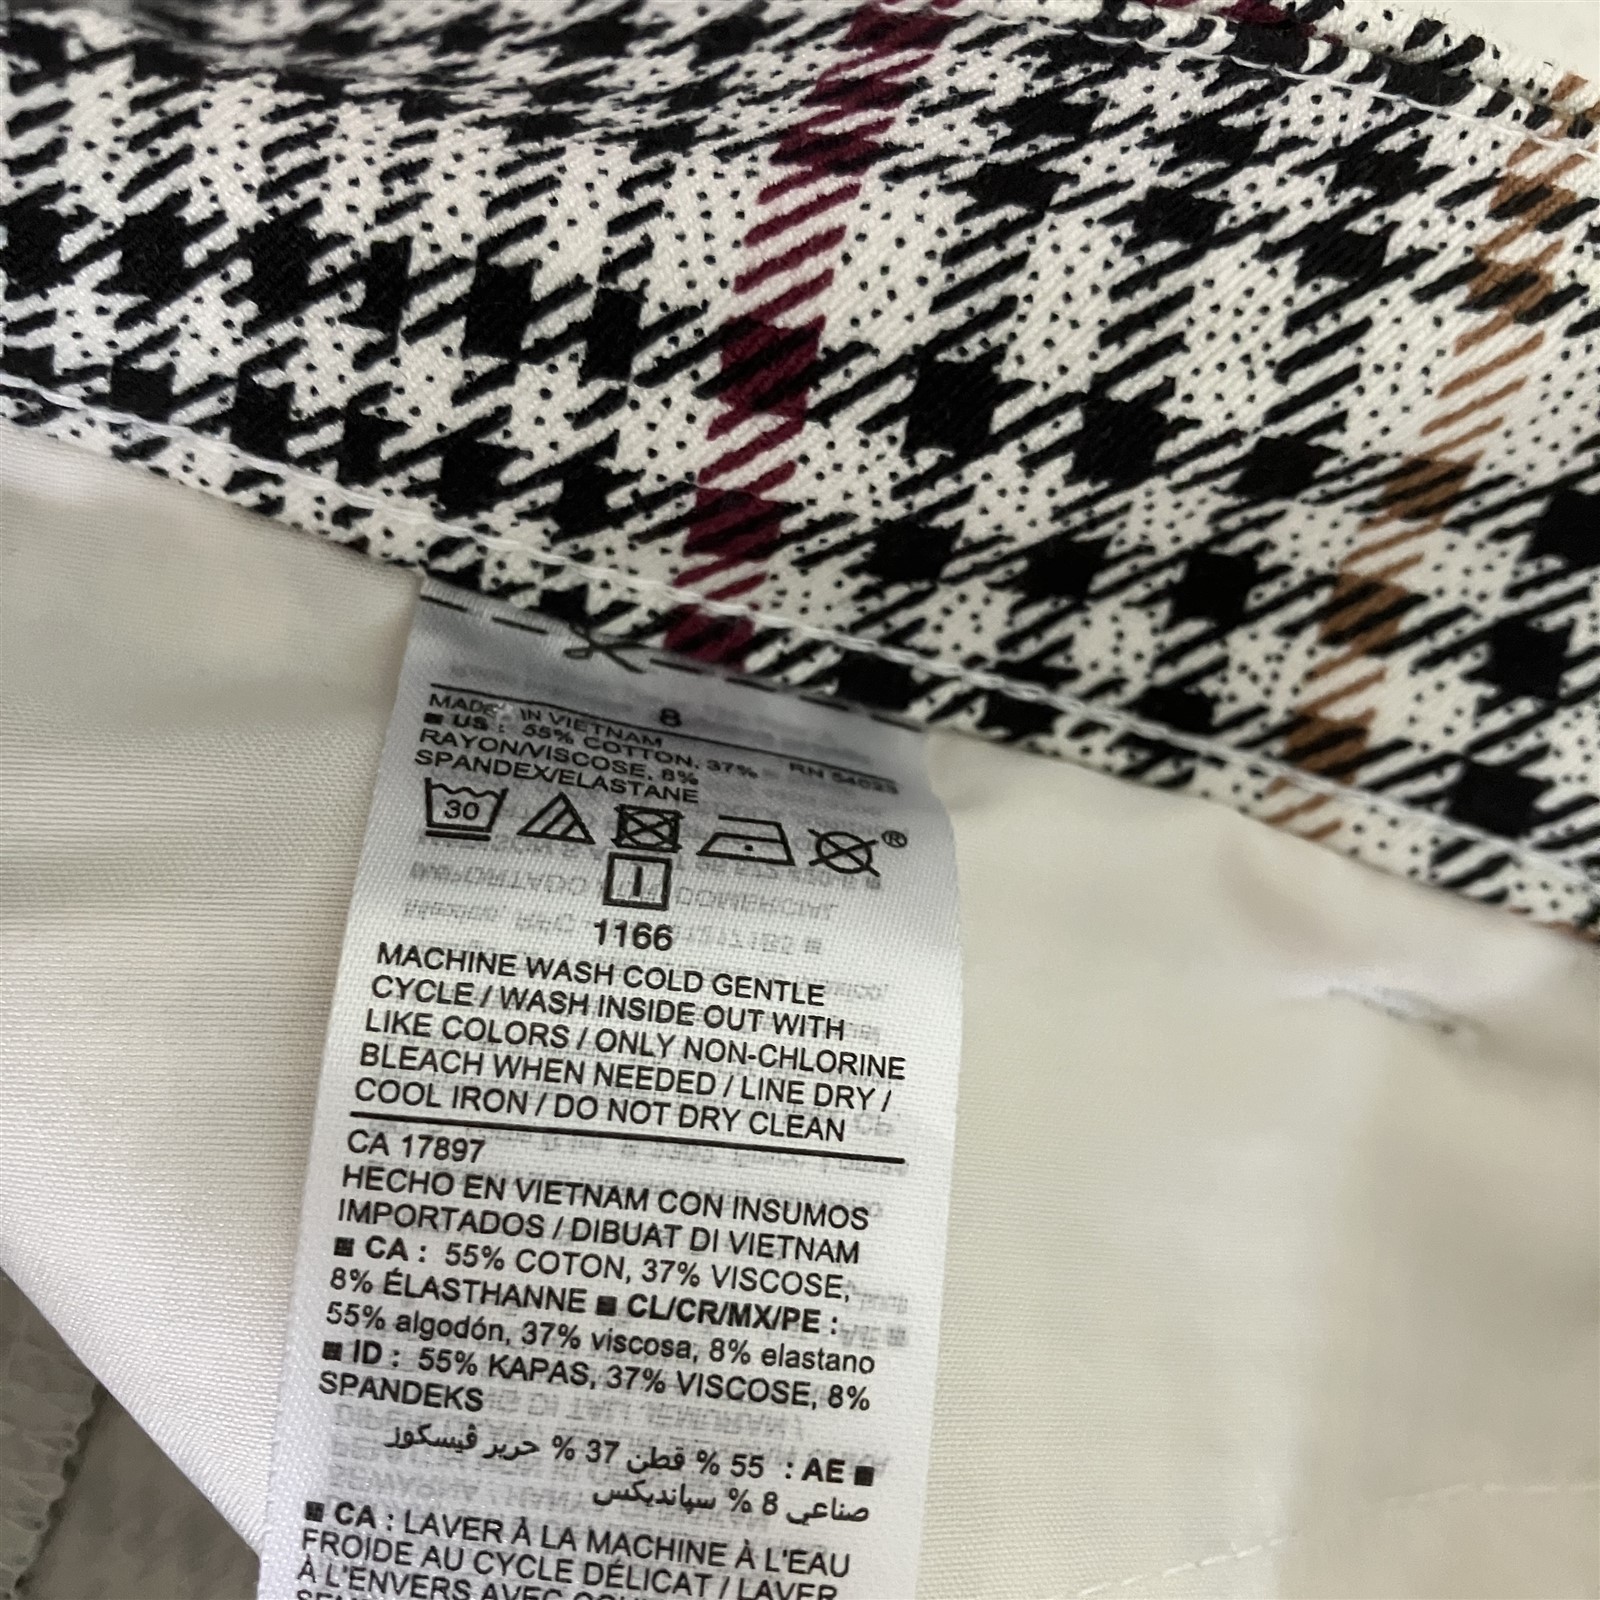 8
MADE IN VIETNAM
RN 54023
■ US : 55% COTTON, 37%
RAYON/VISCOSE, 8%
SPANDEX/ELASTANE
30
®
1166
MACHINE WASH COLD GENTLE
CYCLE / WASH INSIDE OUT WITH
LIKE COLORS / ONLY NON-CHLORINE
BLEACH WHEN NEEDED / LINE DRY /
COOL IRON / DO NOT DRY CLEAN
CA 17897
HECHO EN VIETNAM CON INSUMOS
IMPORTADOS / DIBUAT DI VIETNAM
■ CA : 55% COTON, 37% VISCOSE,
8% ÉLASTHANNE ■ CL/CR/MX/PE :
55% algodón, 37% viscosa, 8% elastano
■ ID : 55% KAPAS, 37% VISCOSE, 8%
SPANDEKS
■ AE : 55 % قطن 37 % حرير ڤيسكوز
صناعي 8 % سپانديكس
■ CA : LAVER À LA MACHINE À L'EAU
FROIDE AU CYCLE DÉLICAT / LAVER
À L'ENVERS AVEC